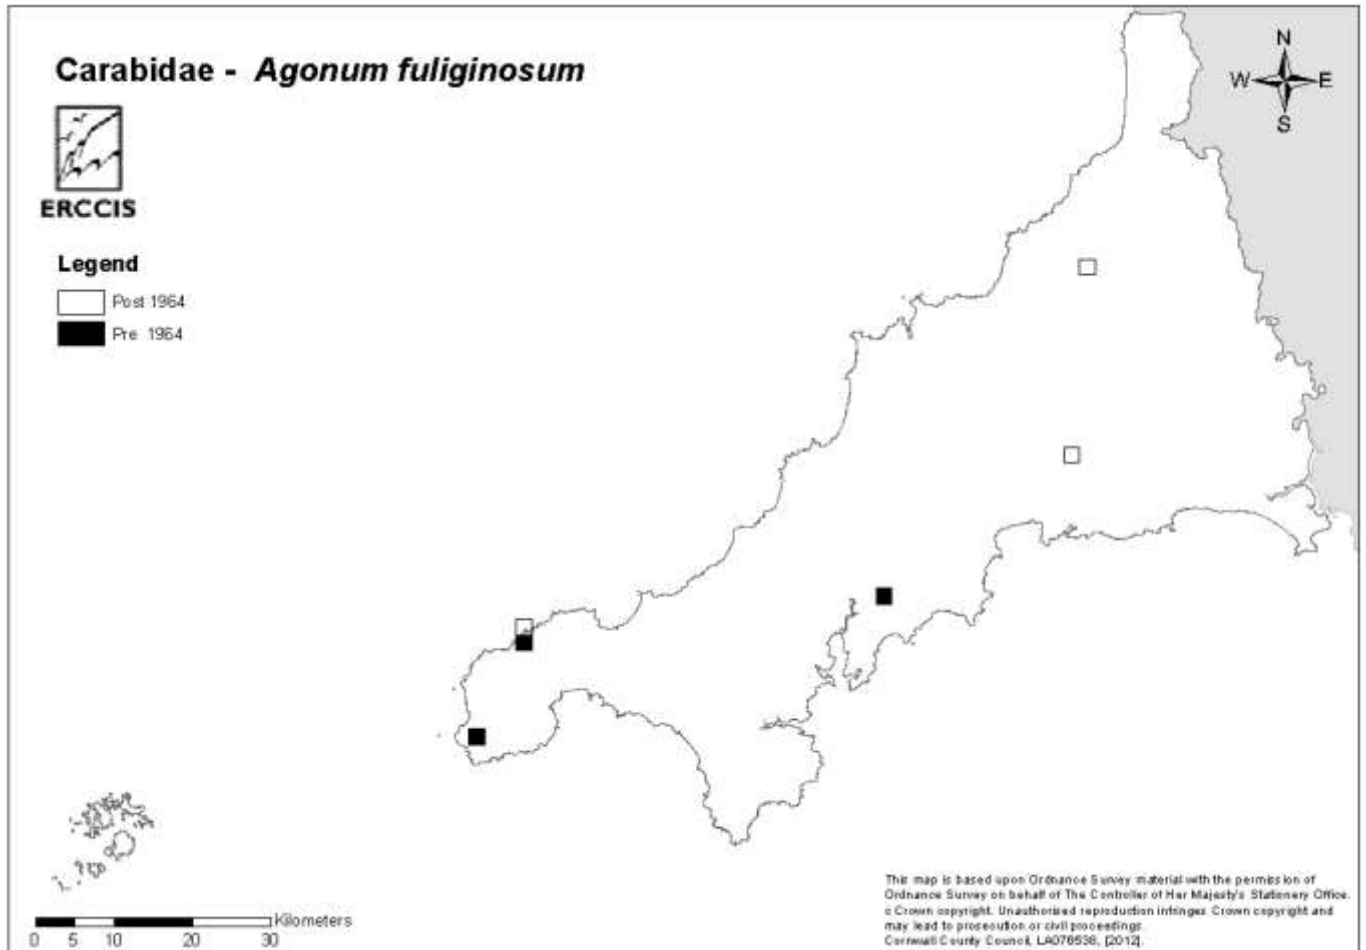 Carabidae - Agonum fuliginosum
N
W E
S
ERCCIS
Legend
Post 1964
Pre 1964
Kilometers
0 5 10 20 30
This map is based upon Ordnance Survey material with the permission of
Ordnance Survey on behalf of The Controller of Her Majesty's Stationery Office.
c Crown copyright. Unauthorised reproduction infringes Crown copyright and
may lead to prosecution or civil proceedings.
Cornwall County Council, LA076538, [2012].